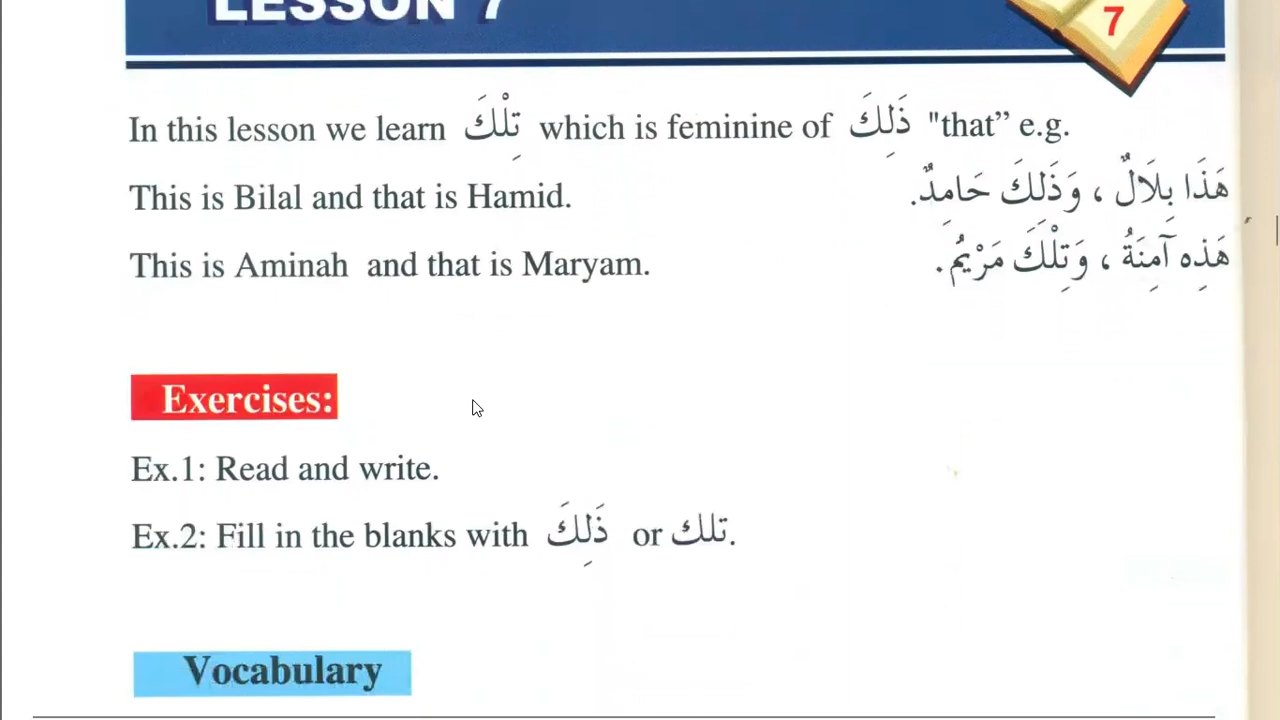 LESSON 7
7
In this lesson we learn تِلْكَ which is feminine of ذَلِكَ "that” e.g.
This is Bilal and that is Hamid. هَذَا بِلَالٌ ، وَذَلِكَ حَامِدٌ.
This is Aminah and that is Maryam. هَذِه آمِنَةُ ، وَتِلْكَ مَرْيَمُ.
Exercises:
Ex.1: Read and write.
Ex.2: Fill in the blanks with ذَلِكَ or تلك.
Vocabulary